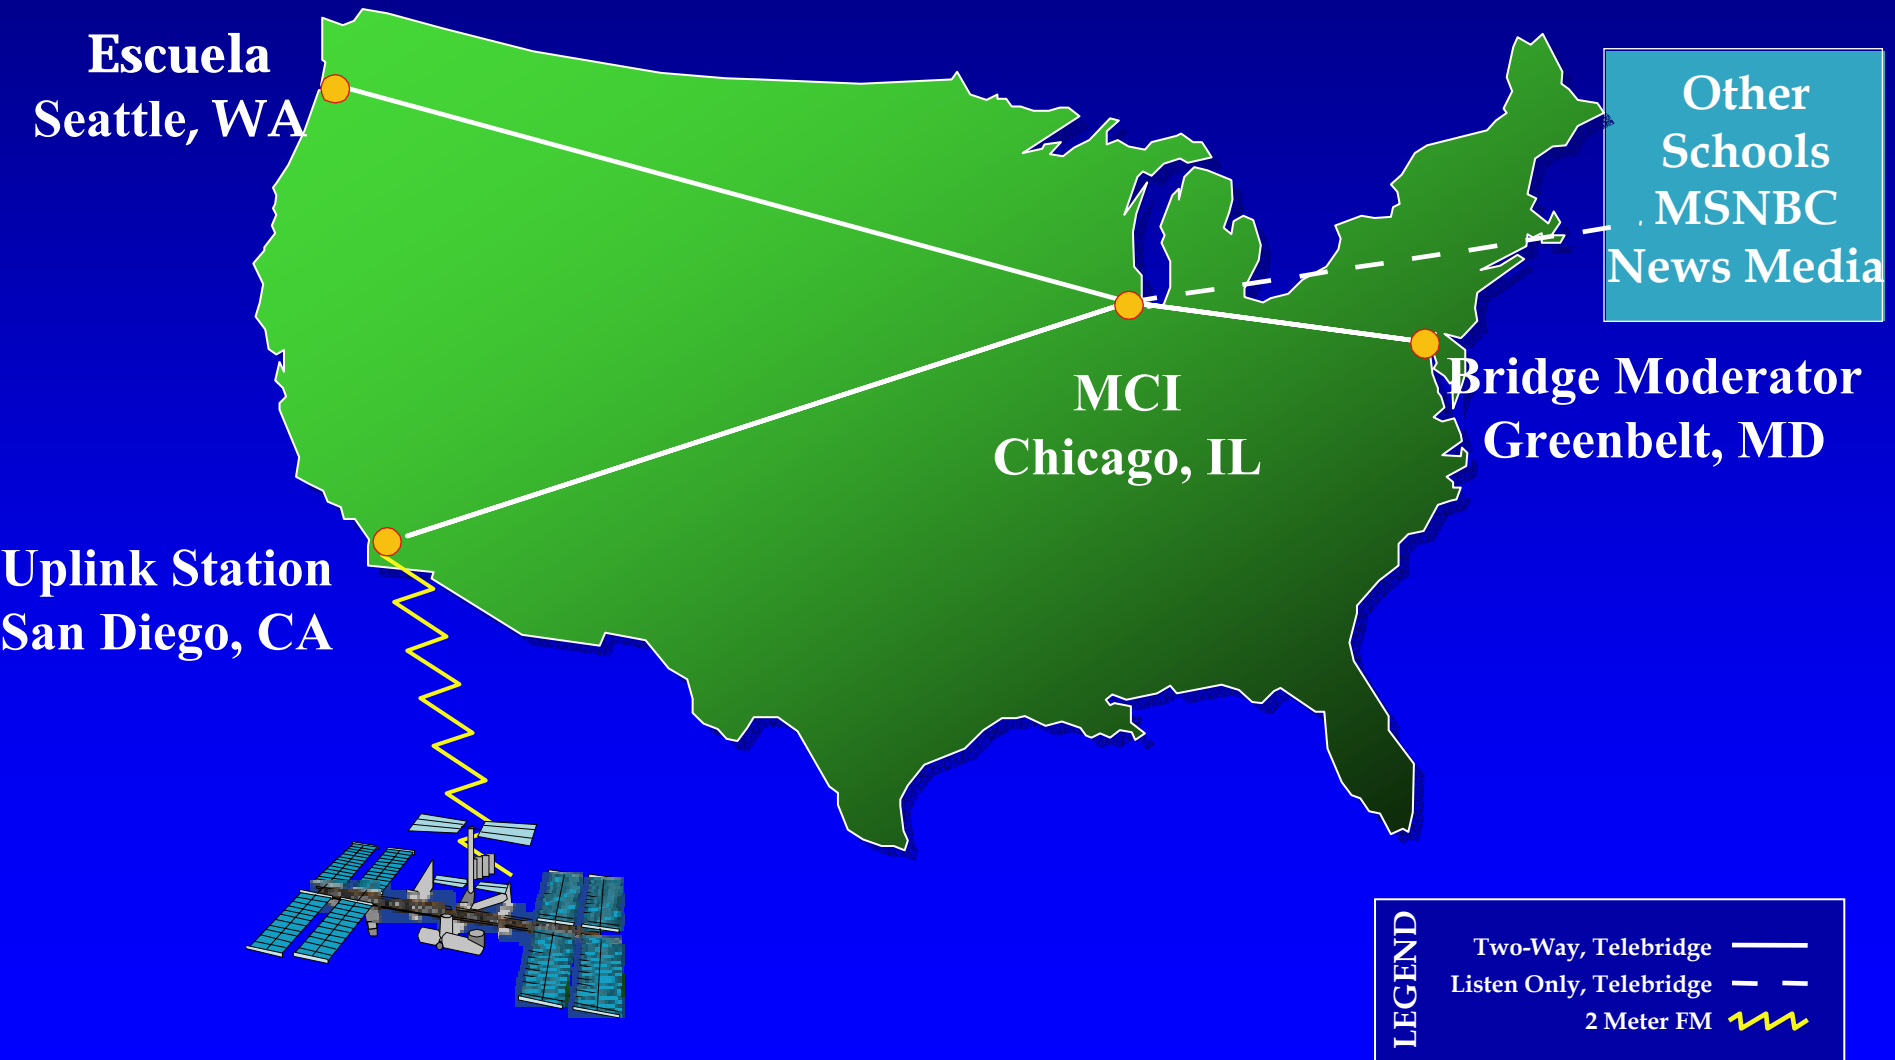 Escuela
Seattle, WA
Other
Schools
MSNBC
News Media
MCI
Chicago, IL
Bridge Moderator
Greenbelt, MD
Uplink Station
San Diego, CA
LEGEND
Two-Way, Telebridge
Listen Only, Telebridge
2 Meter FM